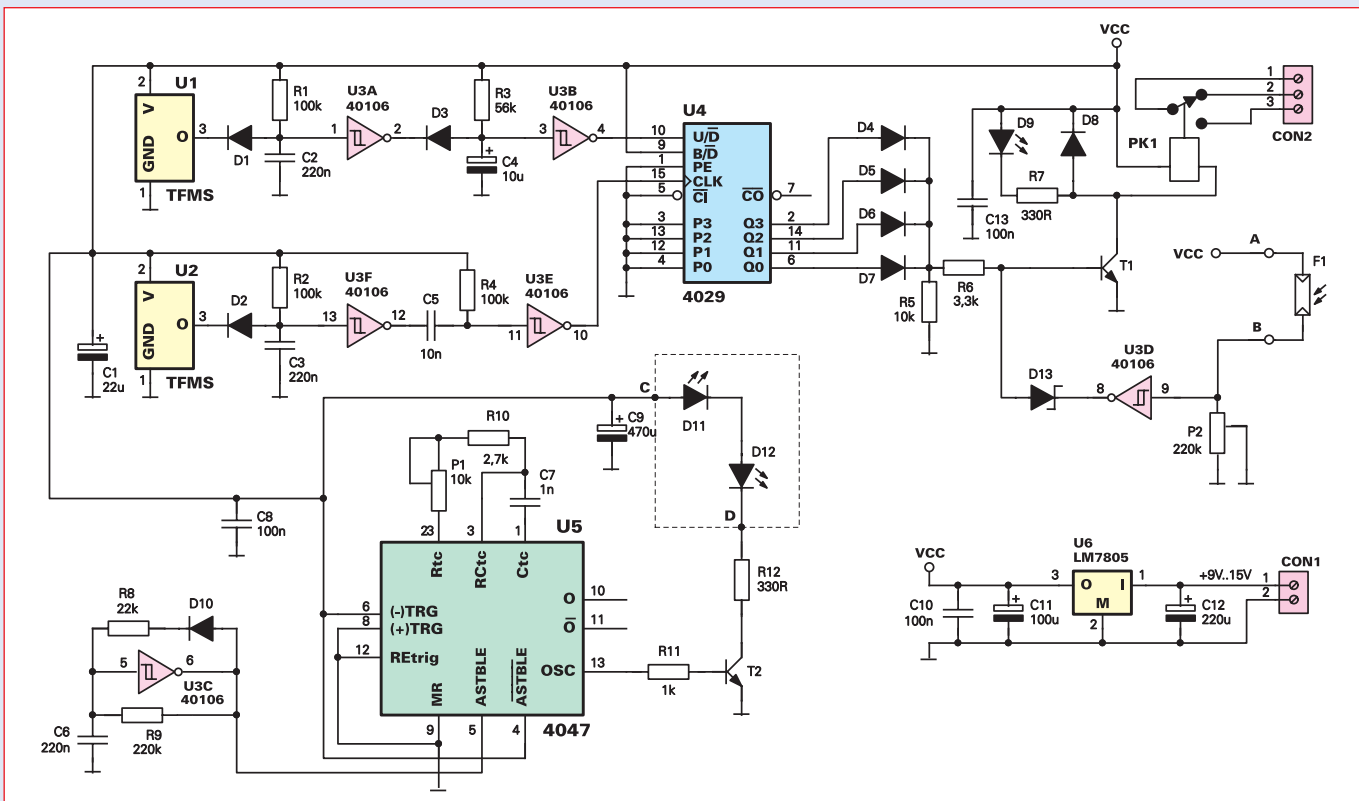 VCC
2
U1
V
O
GND
1
TFMS
3
D1
R1
100k
C2
220n
U3A
40106
1
2
D3
R3
56k
C4
10u
+
U3B
40106
3
4
U4
10
9
1
15
5
U/D̅
B/D̅
PE
CLK
C̅I̅
3
13
12
4
P3
P2
P1
P0
C̅O̅
7
Q3
Q2
Q1
Q0
2
14
11
6
4029
D4
D5
D6
D7
R5
10k
R6
3,3k
C13
100n
D9
D8
R7
330R
PK1
1
2
3
CON2
T1
VCC
A
F1
B
U3D
40106
D13
8
9
P2
220k
2
U2
V
O
GND
1
TFMS
3
D2
R2
100k
C3
220n
U3F
40106
13
12
C5
10n
R4
100k
U3E
40106
11
10
+
C1
22u
C
D11
D12
D
+
C9
470u
R10
2,7k
P1
10k
C7
1n
U5
23
3
1
Rtc
RCtc
Ctc
6
8
12
(-)TRG
(+)TRG
REtrig
O
O̅
OSC
10
11
13
MR
ASTBLE
A̅S̅T̅B̅L̅E̅
9
5
4
4047
C8
100n
R8
22k
D10
5
6
U3C
40106
R9
220k
C6
220n
R11
1k
R12
330R
T2
VCC
C10
100n
+
C11
100u
U6
LM7805
3
O
I
M
1
2
+9V..15V
+
C12
220u
CON1
1
2